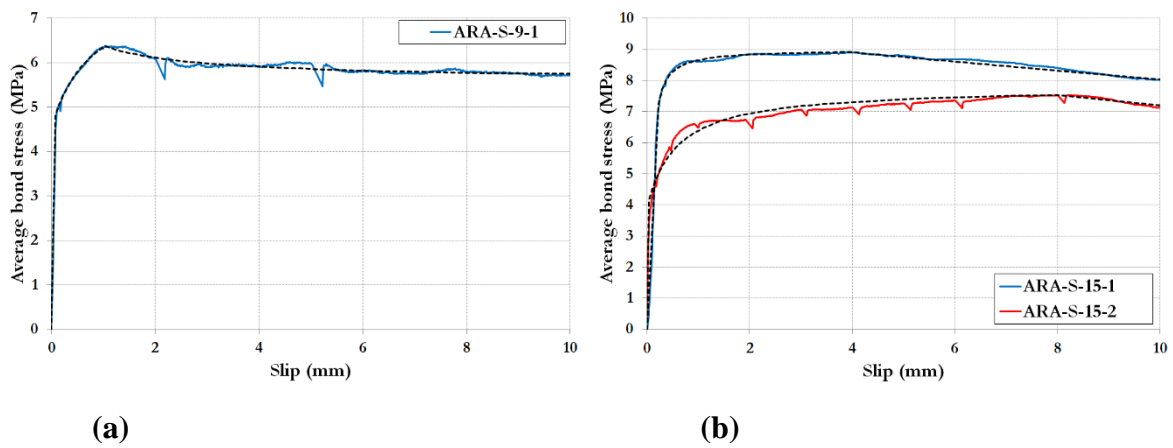 7
6
5
4
3
2
1
0
Average bond stress (MPa)
ARA-S-9-1
0 2 4 6 8 10
Slip (mm)
(a)
10
9
8
7
6
5
4
3
2
1
0
Average bond stress (MPa)
ARA-S-15-1
ARA-S-15-2
0 2 4 6 8 10
Slip (mm)
(b)